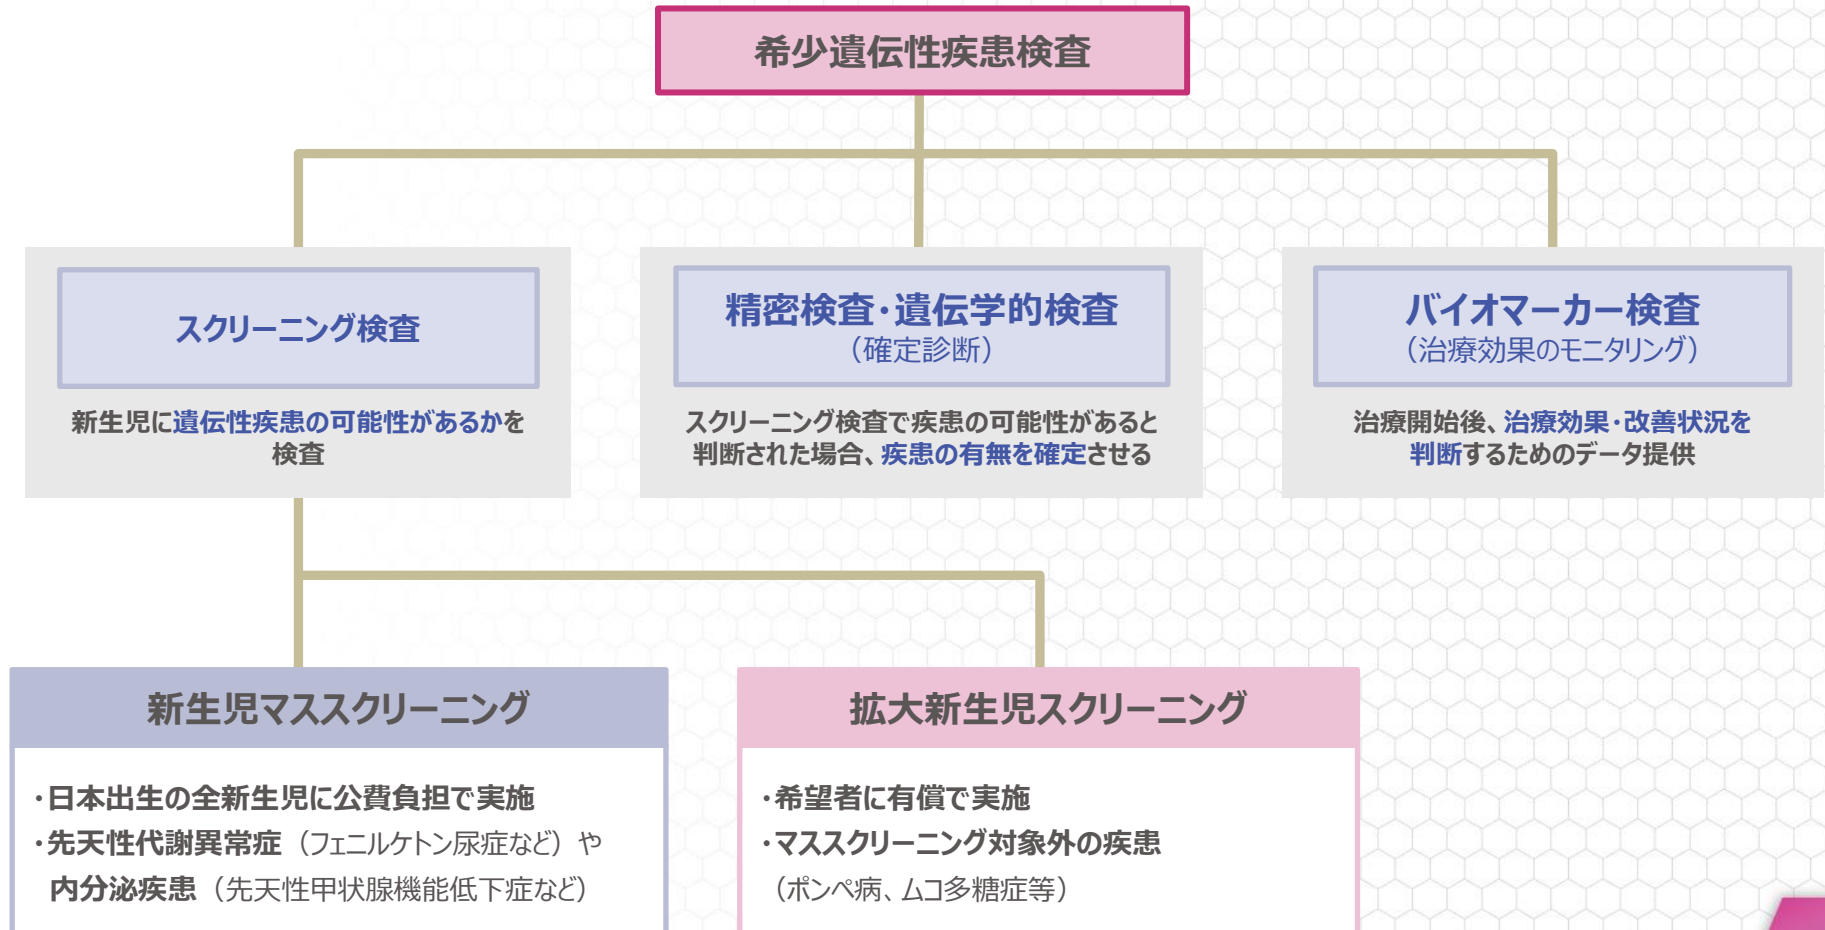 希少遺伝性疾患検査
スクリーニング検査
新生児に遺伝性疾患の可能性があるかを
検査
精密検査・遺伝学的検査
（確定診断）
スクリーニング検査で疾患の可能性があると
判断された場合、疾患の有無を確定させる
バイオマーカー検査
（治療効果のモニタリング）
治療開始後、治療効果・改善状況を
判断するためのデータ提供
新生児マススクリーニング
・日本出生の全新生児に公費負担で実施
・先天性代謝異常症（フェニルケトン尿症など）や
内分泌疾患（先天性甲状腺機能低下症など）
拡大新生児スクリーニング
・希望者に有償で実施
・マススクリーニング対象外の疾患
（ポンペ病、ムコ多糖症等）